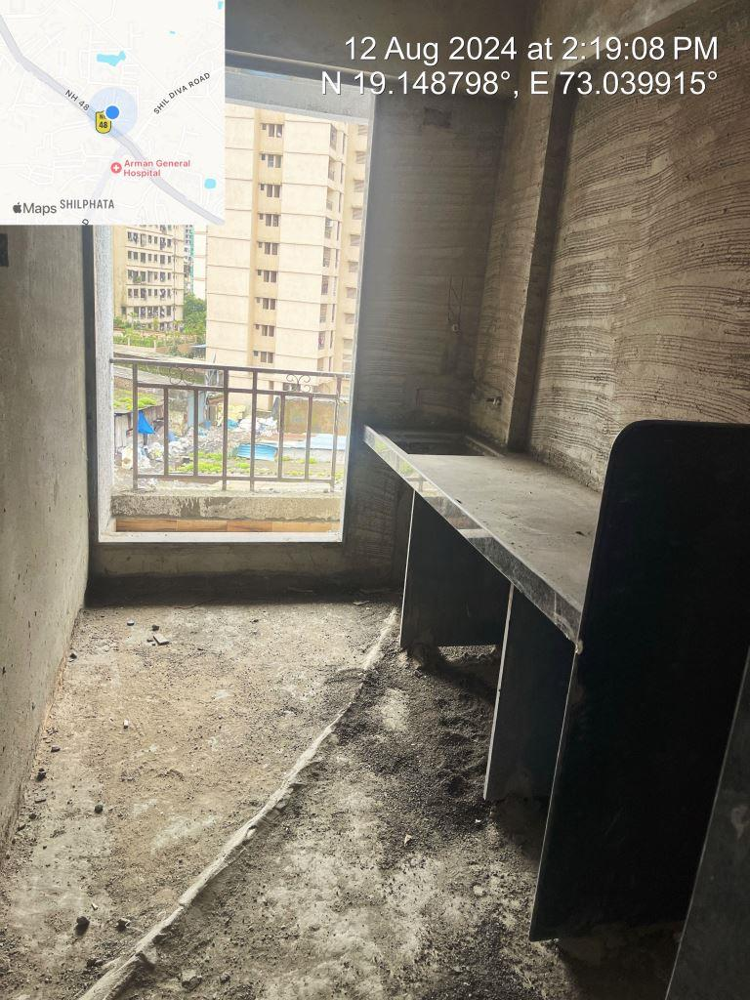 12 Aug 2024 at 2:19:08 PM
N 19.148798°, E 73.039915°
NH 48
SHIL DIVA ROAD
48
Arman General
Hospital
Maps
SHILPHATA